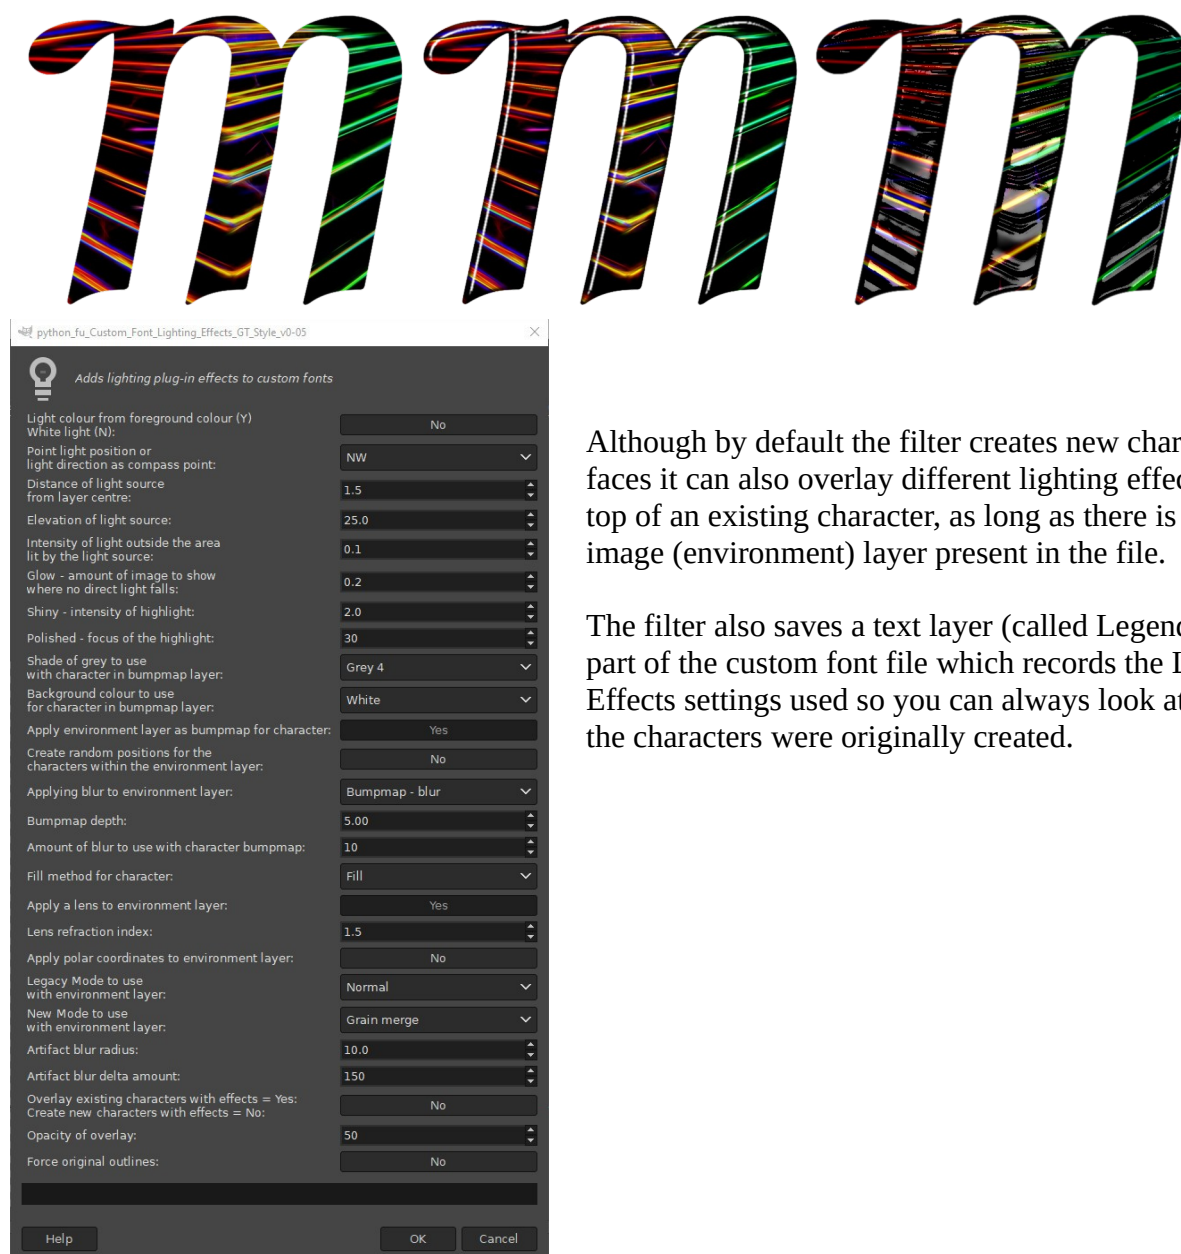 m m m
python_fu_Custom_Font_Lighting_Effects_GT_Style_v0-05
Adds lighting plug-in effects to custom fonts
Light colour from foreground colour (Y)
White light (N):
No
Point light position or
light direction as compass point:
NW
Distance of light source
from layer centre:
1.5
Elevation of light source:
25.0
Intensity of light outside the area
lit by the light source:
0.1
Glow - amount of image to show
where no direct light falls:
0.2
Shiny - intensity of highlight:
2.0
Polished - focus of the highlight:
30
Shade of grey to use
with character in bumpmap layer:
Grey 4
Background colour to use
for character in bumpmap layer:
White
Apply environment layer as bumpmap for character:
Yes
Create random positions for the
characters within the environment layer:
No
Applying blur to environment layer:
Bumpmap - blur
Bumpmap depth:
5.00
Amount of blur to use with character bumpmap:
10
Fill method for character:
Fill
Apply a lens to environment layer:
Yes
Lens refraction index:
1.5
Apply polar coordinates to environment layer:
No
Legacy Mode to use
with environment layer:
Normal
New Mode to use
with environment layer:
Grain merge
Artifact blur radius:
10.0
Artifact blur delta amount:
150
Overlay existing characters with effects = Yes:
Create new characters with effects = No:
No
Opacity of overlay:
50
Force original outlines:
No
Help
OK
Cancel
Although by default the filter creates new char
faces it can also overlay different lighting effec
top of an existing character, as long as there is
image (environment) layer present in the file.
The filter also saves a text layer (called Legend
part of the custom font file which records the
Effects settings used so you can always look at
the characters were originally created.